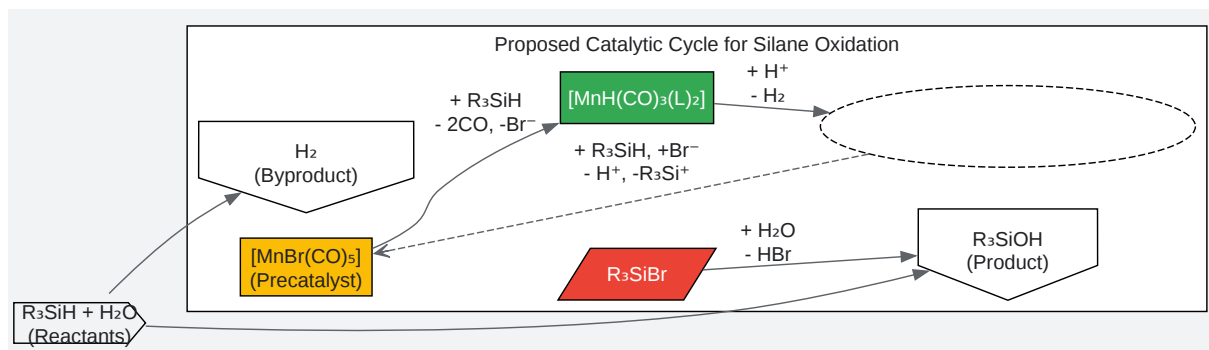 Proposed Catalytic Cycle for Silane Oxidation
+ H⁺
- H₂
[MnH(CO)₃(L)₂]
+ R₃SiH
- 2CO, -Br⁻
H₂
(Byproduct)
+ R₃SiH, +Br⁻
- H⁺, -R₃Si⁺
[MnBr(CO)₅]
(Precatalyst)
R₃SiBr
+ H₂O
- HBr
R₃SiOH
(Product)
R₃SiH + H₂O
(Reactants)